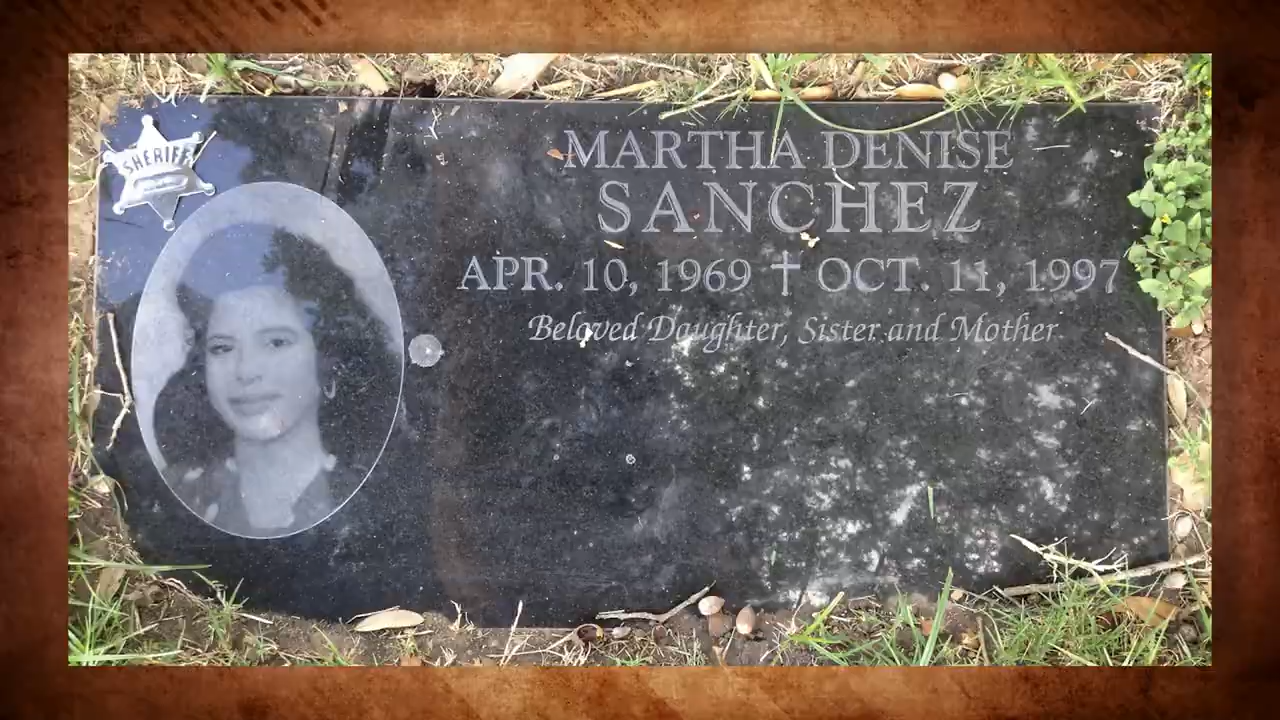 SHERIFF
MARTHA DENISE
SANCHEZ
APR. 10, 1969 † OCT. 11, 1997
Beloved Daughter, Sister and Mother